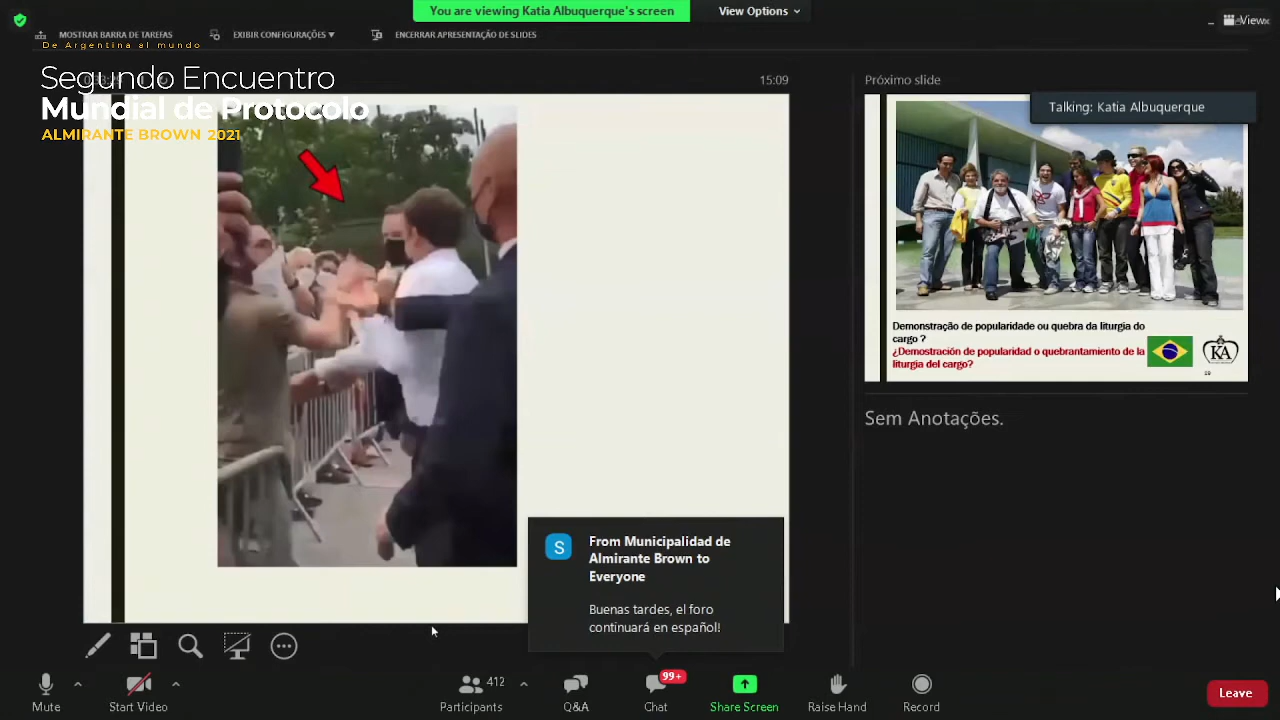 You are viewing Katia Albuquerque's screen
View Options
View
MOSTRAR BARRA DE TAREFAS
EXIBIR CONFIGURAÇÕES
ENCERRAR APRESENTAÇÃO DE SLIDES
De Argentina al mundo
Segundo Encuentro
Mundial de Protocolo
ALMIRANTE BROWN 2021
15:09
Próximo slide
Talking: Katia Albuquerque
Demonstração de popularidade ou quebra da liturgia do
cargo ?
¿Demostración de popularidad o quebrantamiento de la
liturgia del cargo?
KA
Sem Anotações.
S
From Municipalidad de
Almirante Brown to
Everyone
Buenas tardes, el foro
continuará en español!
Mute
Start Video
412
Participants
Q&A
99+
Chat
Share Screen
Raise Hand
Record
Leave